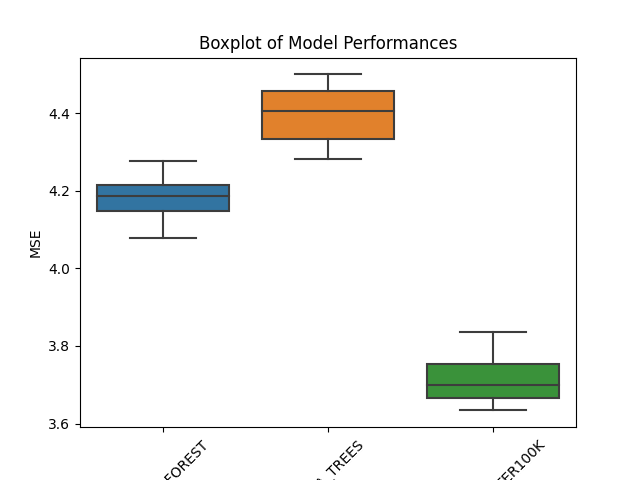 Boxplot of Model Performances
MSE
4.4
4.2
4.0
3.8
3.6
FOREST
TREES
ER100K